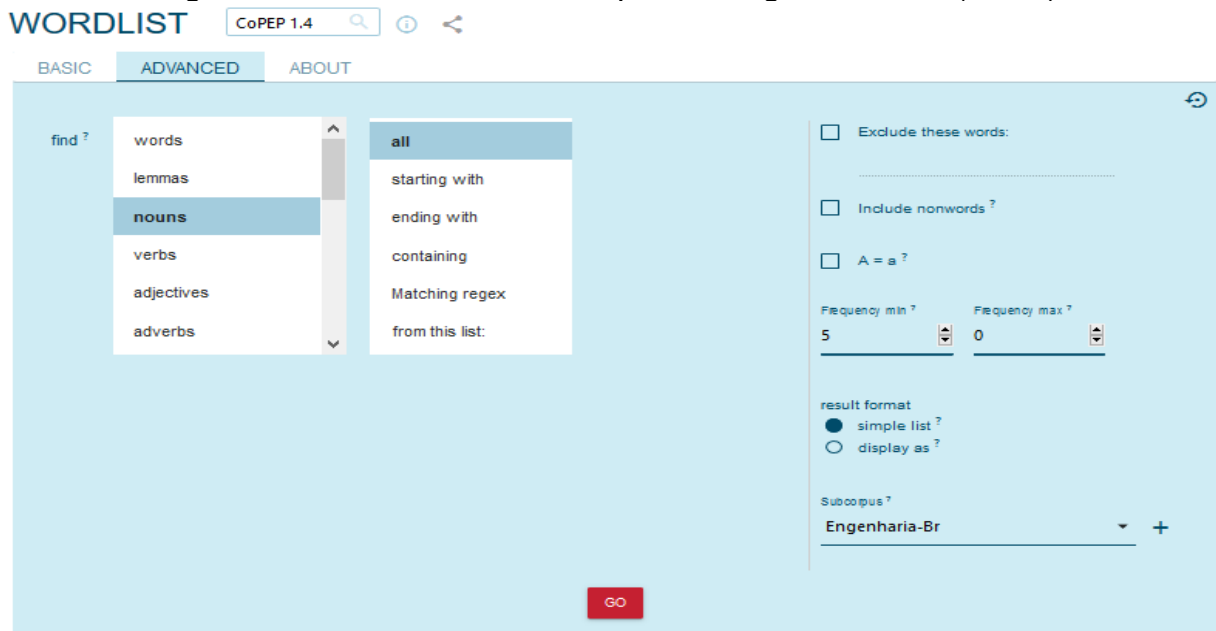 WORDLIST CoPEP 1.4
BASIC ADVANCED ABOUT
find ?
words
lemmas
nouns
verbs
adjectives
adverbs
all
starting with
ending with
containing
Matching regex
from this list:
Exclude these words:
Include nonwords ?
A = a ?
Frequency min ? Frequency max ?
5 0
result format
simple list ?
display as ?
Subcorpus ?
Engenharia-Br +
GO